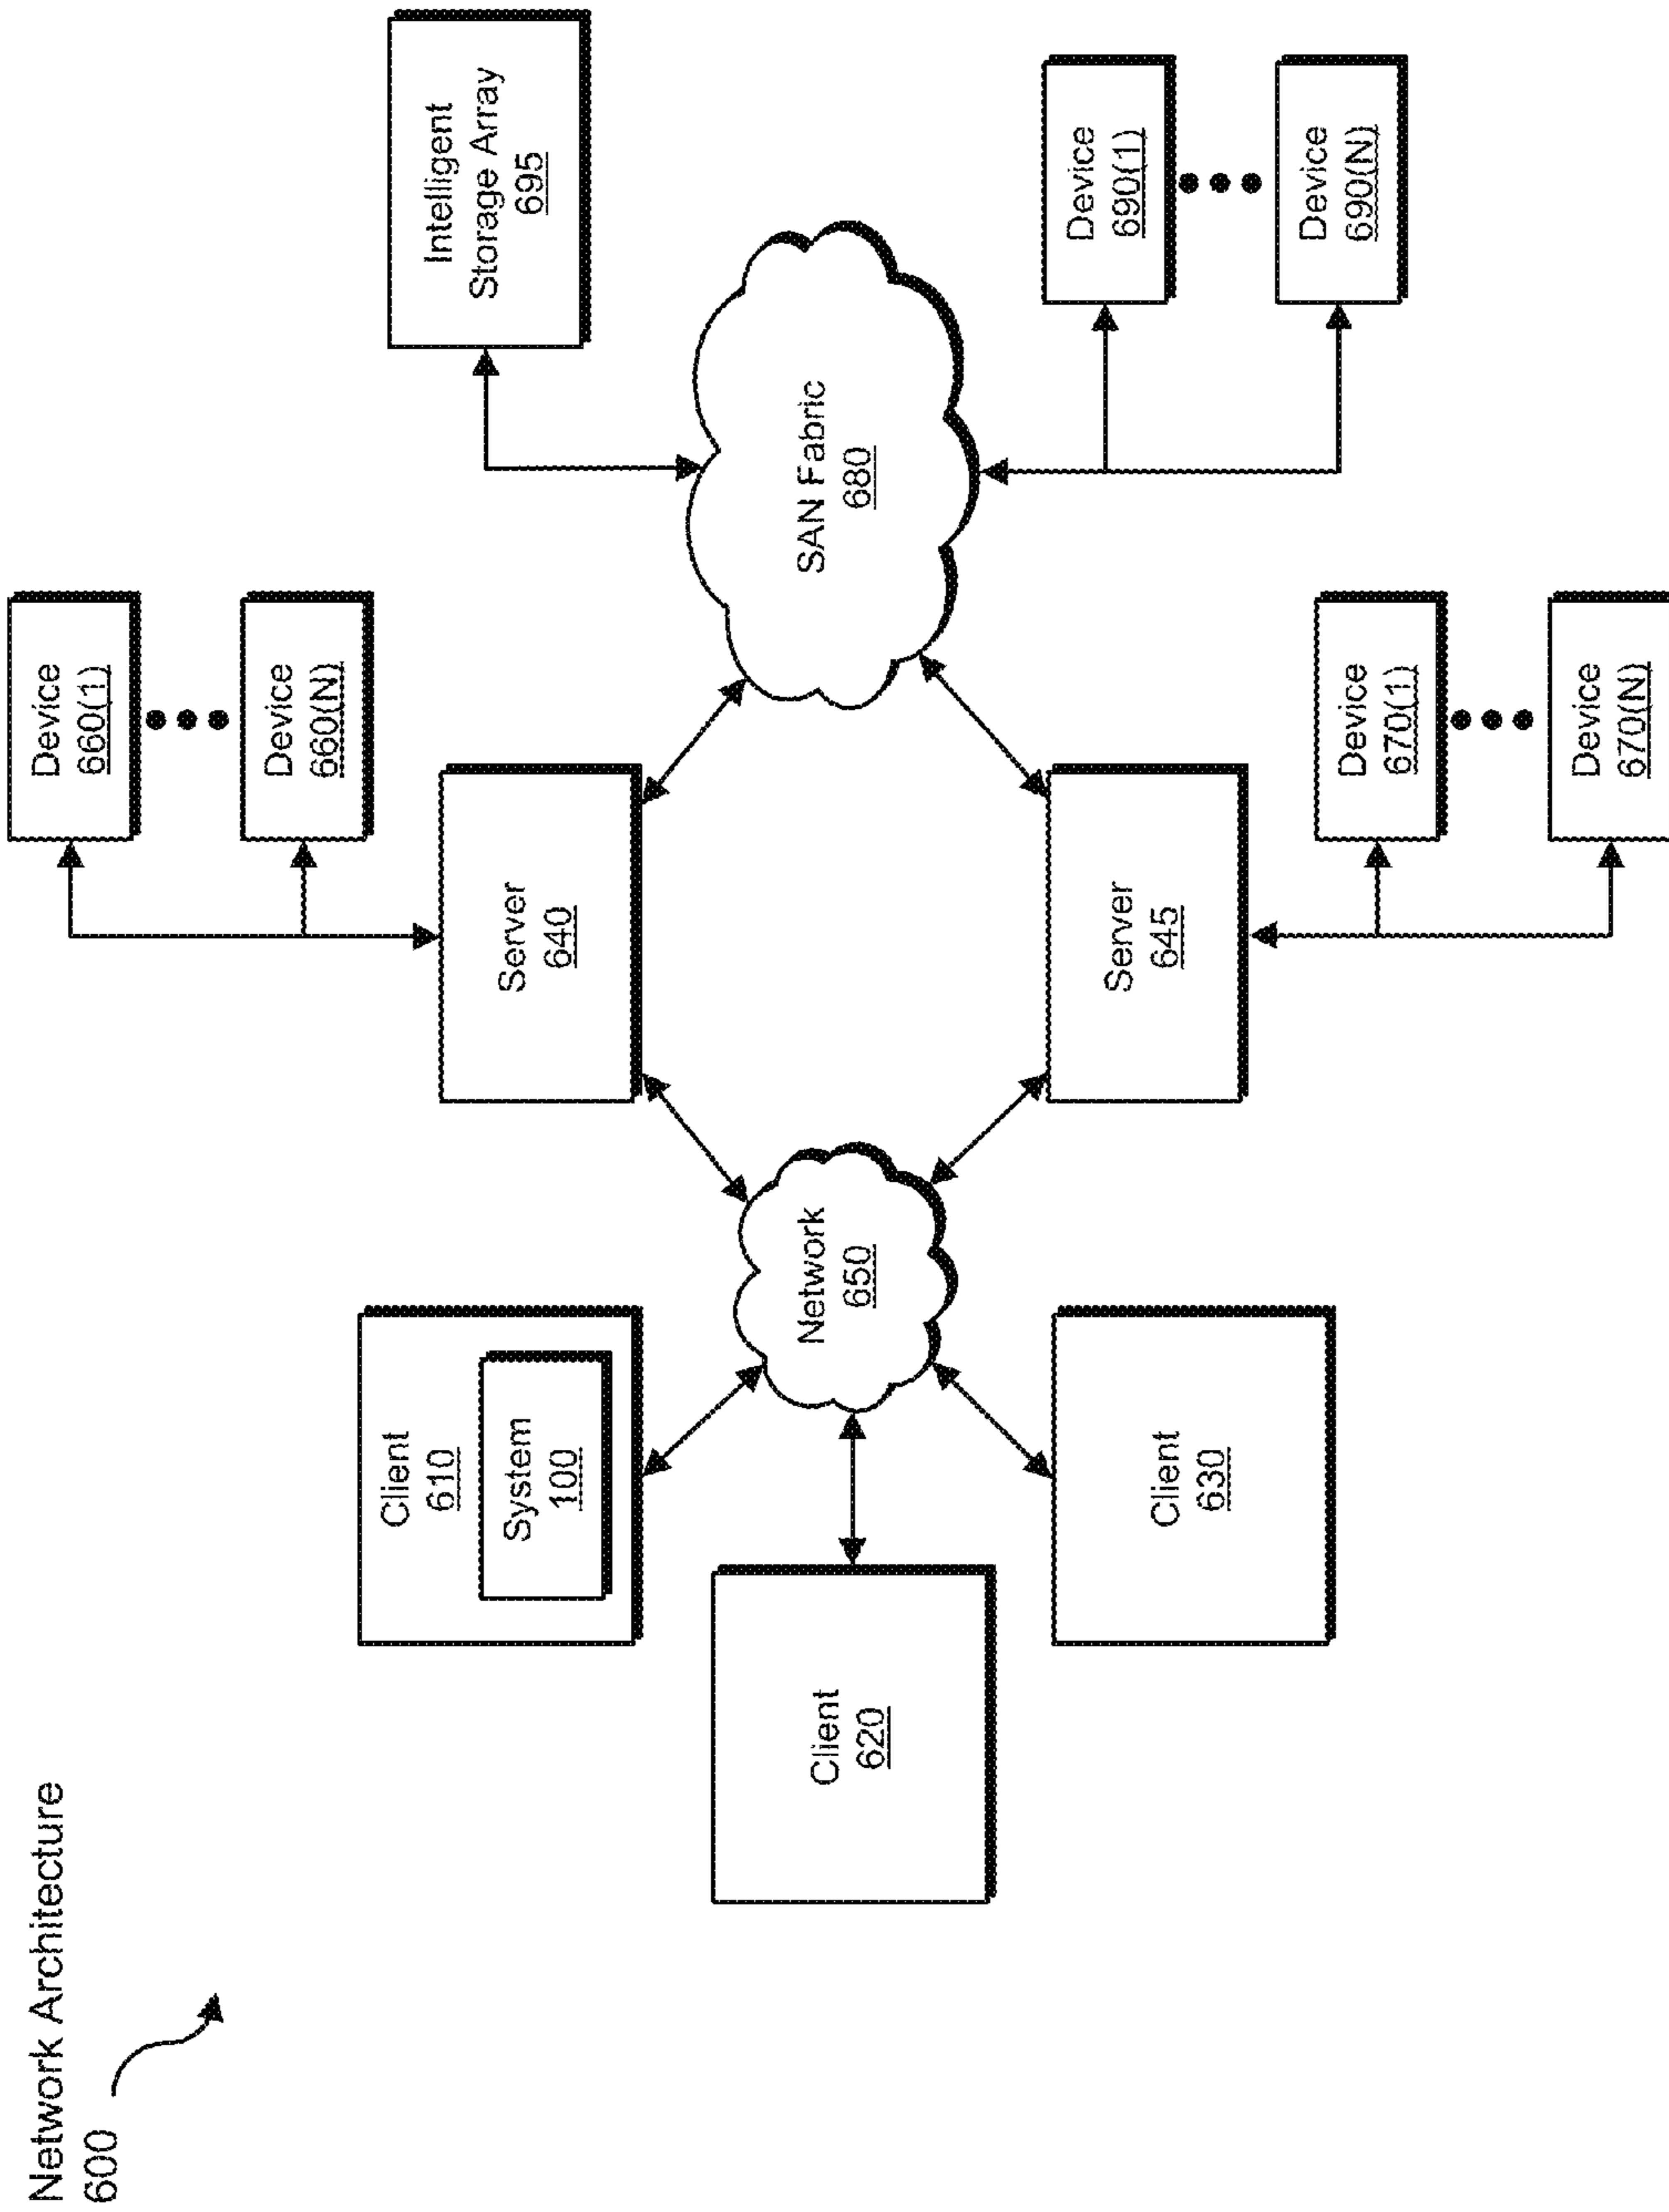 Network Architecture
600
Client
610
System
100
Client
620
Client
630
Network
650
Device
660(1)
Device
660(N)
Server
640
Server
645
Device
670(1)
Device
670(N)
SAN Fabric
680
Intelligent
Storage Array
695
Device
690(1)
Device
690(N)